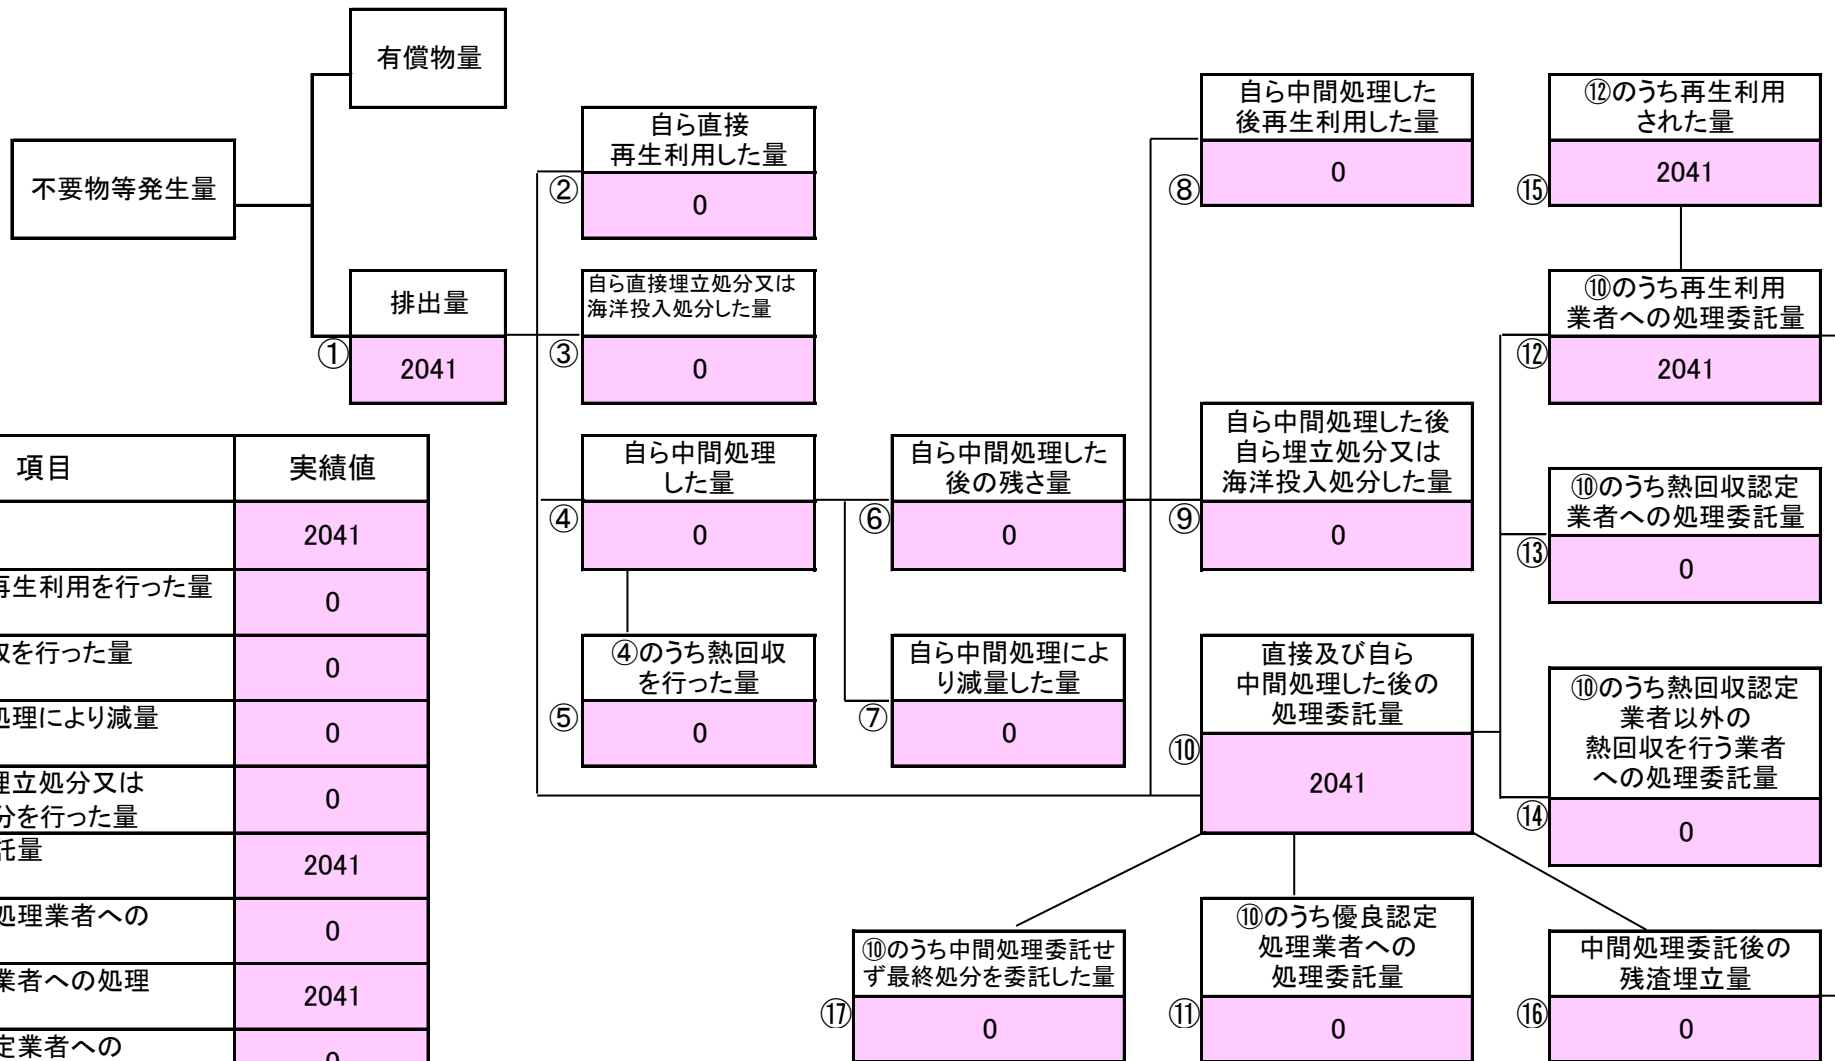 有償物量
不要物等発生量
排出量
①
2041
自ら直接
再生利用した量
②
0
自ら直接埋立処分又は
海洋投入処分した量
③
0
自ら中間処理
した量
④
0
④のうち熱回収
を行った量
⑤
0
自ら中間処理した
後の残さ量
⑥
0
自ら中間処理によ
り減量した量
⑦
0
自ら中間処理した
後再生利用した量
⑧
0
自ら中間処理した後
自ら埋立処分又は
海洋投入処分した量
⑨
0
直接及び自ら
中間処理した後の
処理委託量
⑩
2041
⑫のうち再生利用
された量
⑮
2041
⑩のうち再生利用
業者への処理委託量
⑫
2041
⑩のうち熱回収認定
業者への処理委託量
⑬
0
⑩のうち熱回収認定
業者以外の
熱回収を行う業者
への処理委託量
⑭
0
⑩のうち中間処理委託せ
ず最終処分を委託した量
⑰
0
⑩のうち優良認定
処理業者への
処理委託量
⑪
0
中間処理委託後の
残渣埋立量
⑯
0
項目 実績値
2041
再生利用を行った量 0
を行った量 0
処理により減量 0
埋立処分又は
分を行った量 0
託量 2041
処理業者への 0
業者への処理 2041
定業者への 0